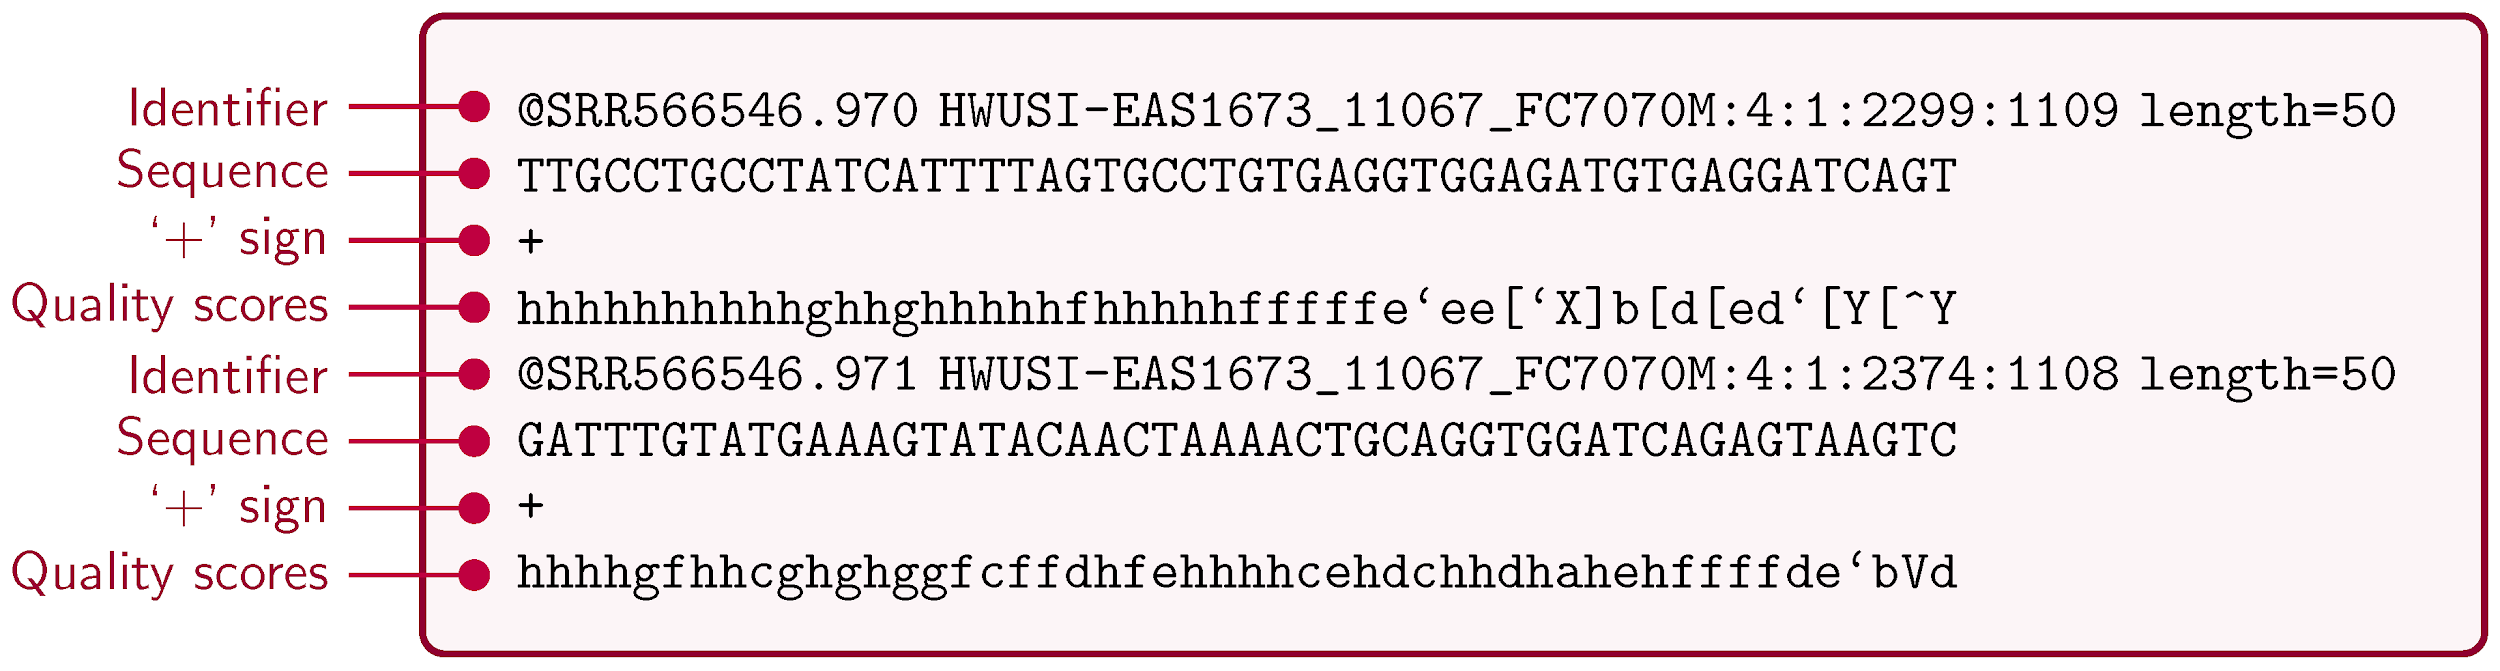 Identifier @SRR566546.970 HWUSI-EAS1673_11067_FC7070M:4:1:2299:1109 length=50
Sequence TTGCCTGCCTATCATTTTAGTGCCTGTGAGGTGGAGATGTGAGGATCAGT
‘+’ sign +
Quality scores hhhhhhhhhhghhghhhhhfhhhhhfffffe‘ee[‘X]b[d[ed‘[Y[^Y
Identifier @SRR566546.971 HWUSI-EAS1673_11067_FC7070M:4:1:2374:1108 length=50
Sequence GATTTGTATGAAAGTATACAACTAAAACTGCAGGTGGATCAGAGTAAGTC
‘+’ sign +
Quality scores hhhhgfhhcghghggfcffdhfehhhhcehdchhdhahehffffde‘bVd